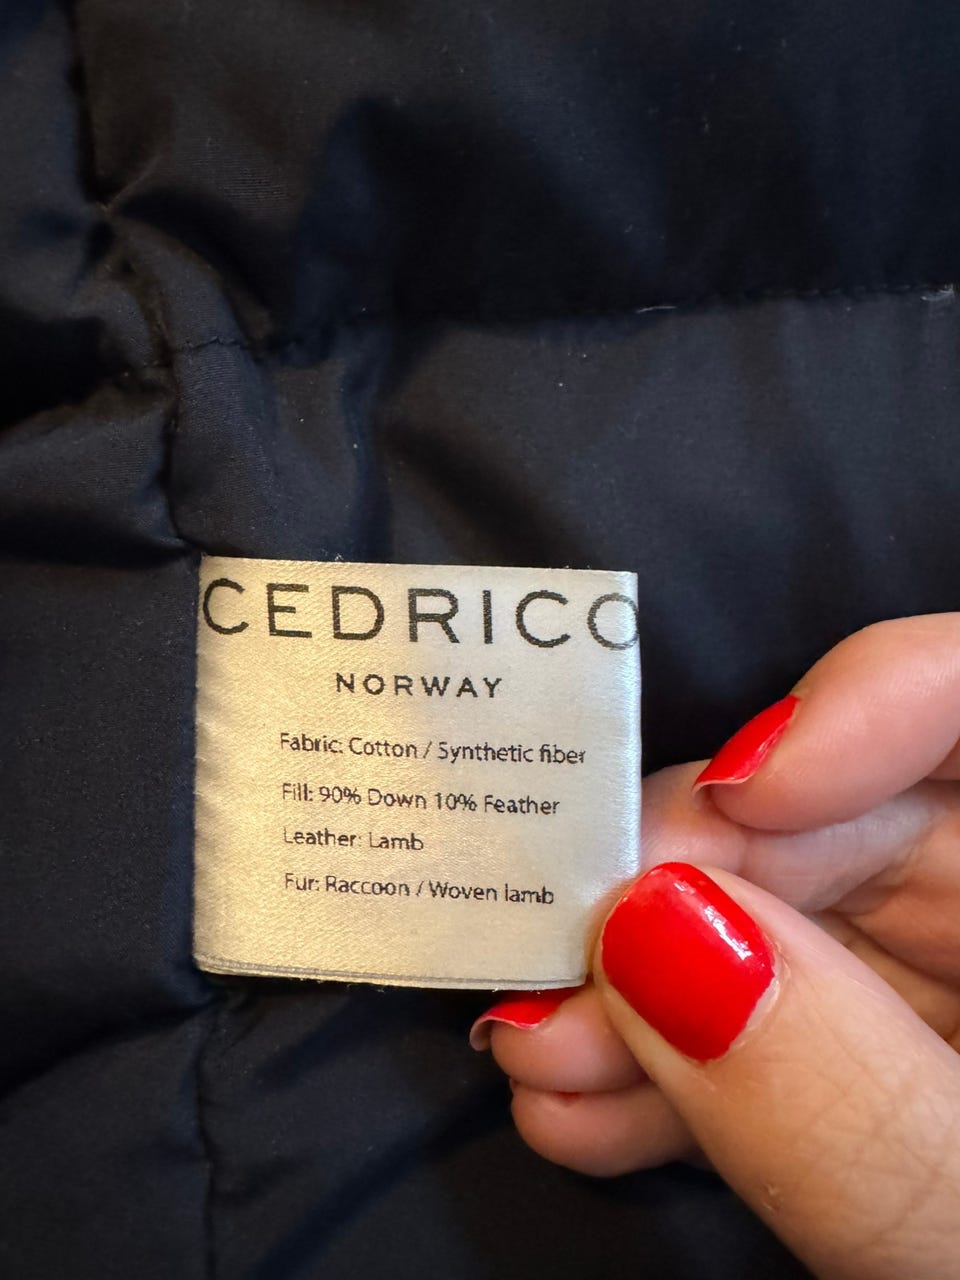 CEDRICO
NORWAY
Fabric: Cotton / Synthetic fiber
Fill: 90% Down 10% Feather
Leather: Lamb
Fur: Raccoon / Woven lamb